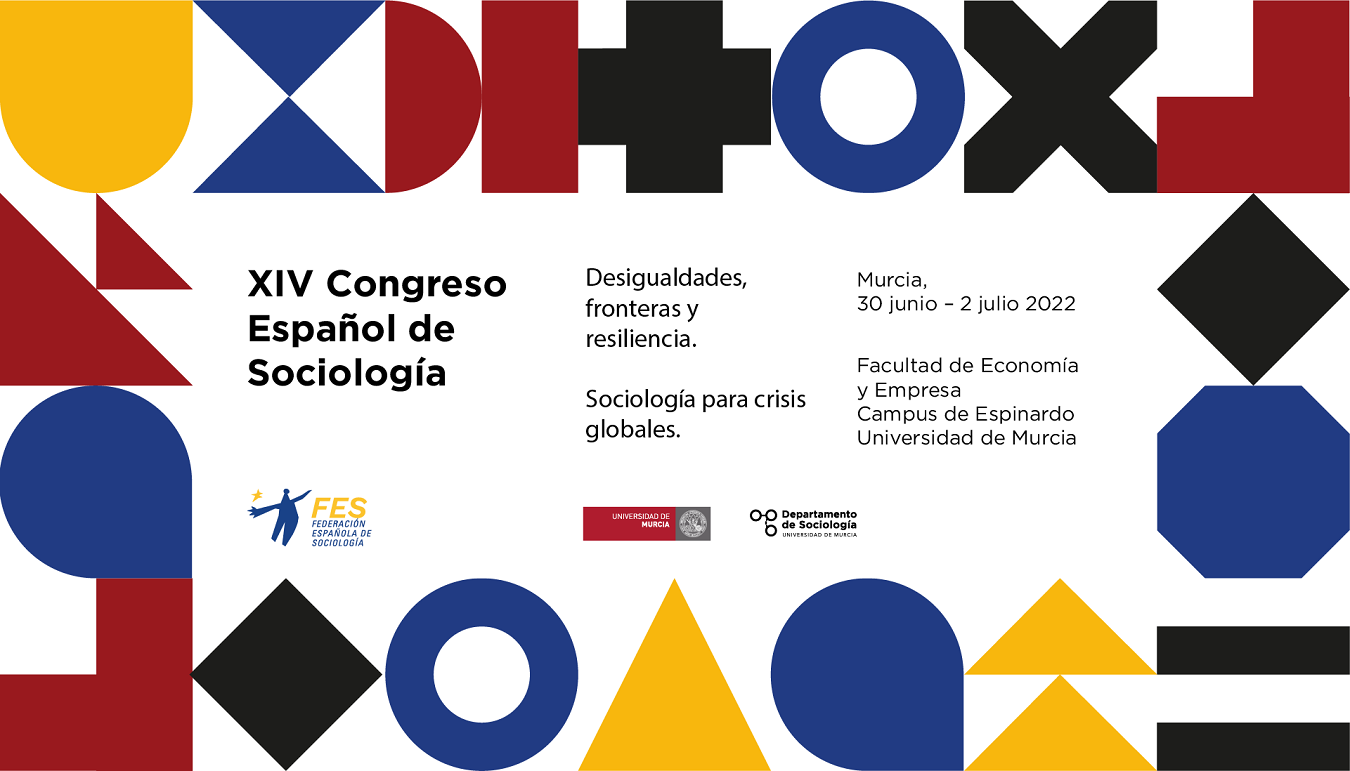 XIV Congreso
Español de
Sociología
Desigualdades,
fronteras y
resiliencia.
Sociología para crisis
globales.
Murcia,
30 junio – 2 julio 2022
Facultad de Economía
y Empresa
Campus de Espinardo
Universidad de Murcia
FES
FEDERACIÓN
ESPAÑOLA DE
SOCIOLOGÍA
UNIVERSIDAD DE
MURCIA
Departamento
de Sociología
UNIVERSIDAD DE MURCIA